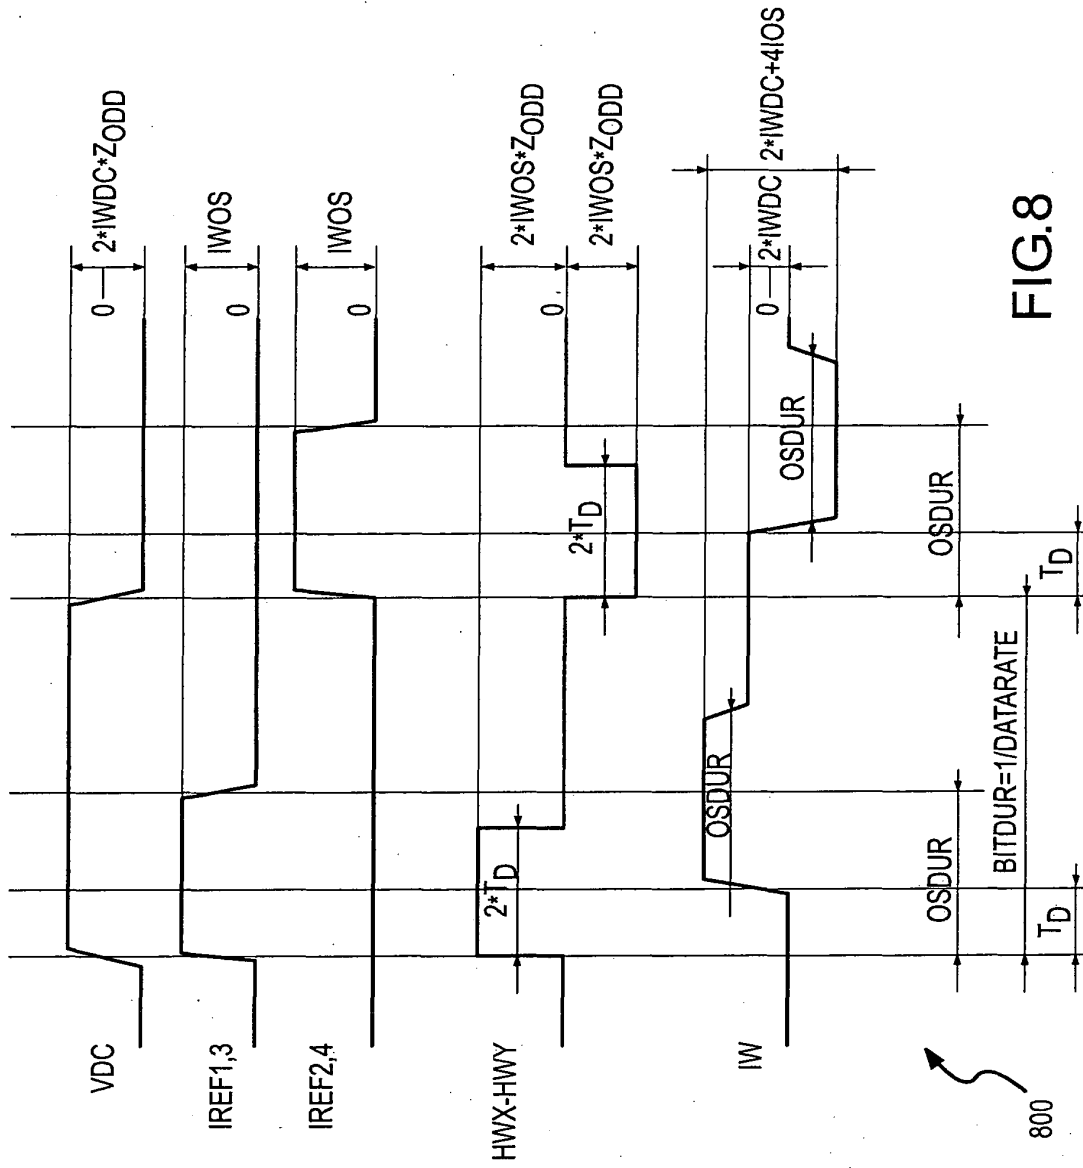 VDC
0
2*IWDC*ZODD
IREF1,3
0
IWOS
IREF2,4
0
IWOS
HWX-HWY
2*TD
2*TD
0
2*IWOS*ZODD
2*IWOS*ZODD
IW
OSDUR
OSDUR
0
2*IWDC
2*IWDC+4IOS
OSDUR
OSDUR
BITDUR=1/DATARATE
TD
TD
800
FIG.8